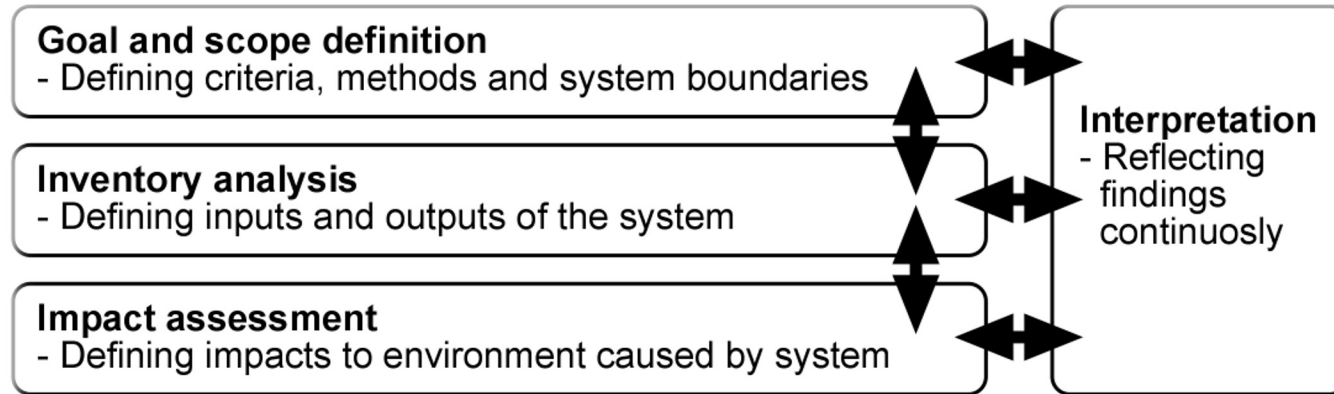 Goal and scope definition
- Defining criteria, methods and system boundaries
Inventory analysis
- Defining inputs and outputs of the system
Impact assessment
- Defining impacts to environment caused by system
Interpretation
- Reflecting
findings
continuosly